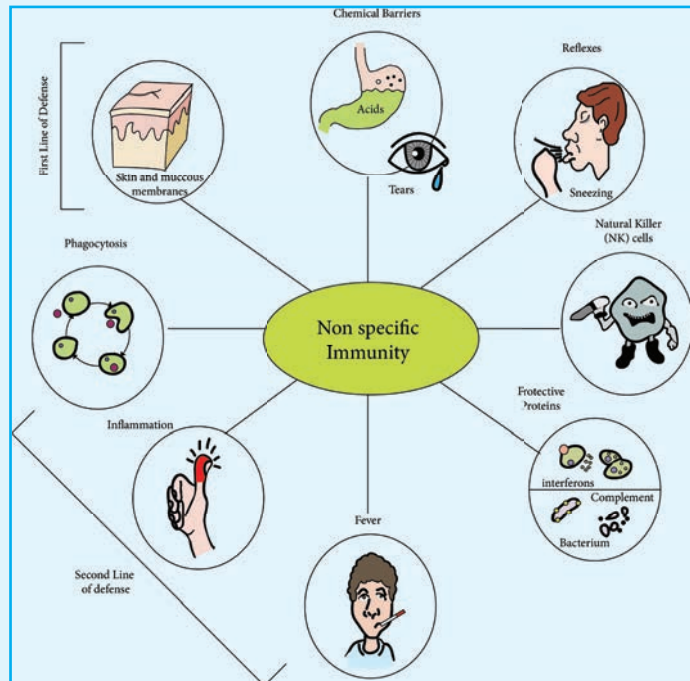 Chemical Barriers
Reflexes
First Line of Defense
Acids
Skin and muccous
membranes
Tears
Sneezing
Natural Killer
(NK) cells
Phagocytosis
Non specific
Immunity
Protective
Proteins
Inflammation
interferons
Complement
Bacterium
Fever
Second Line
of defense